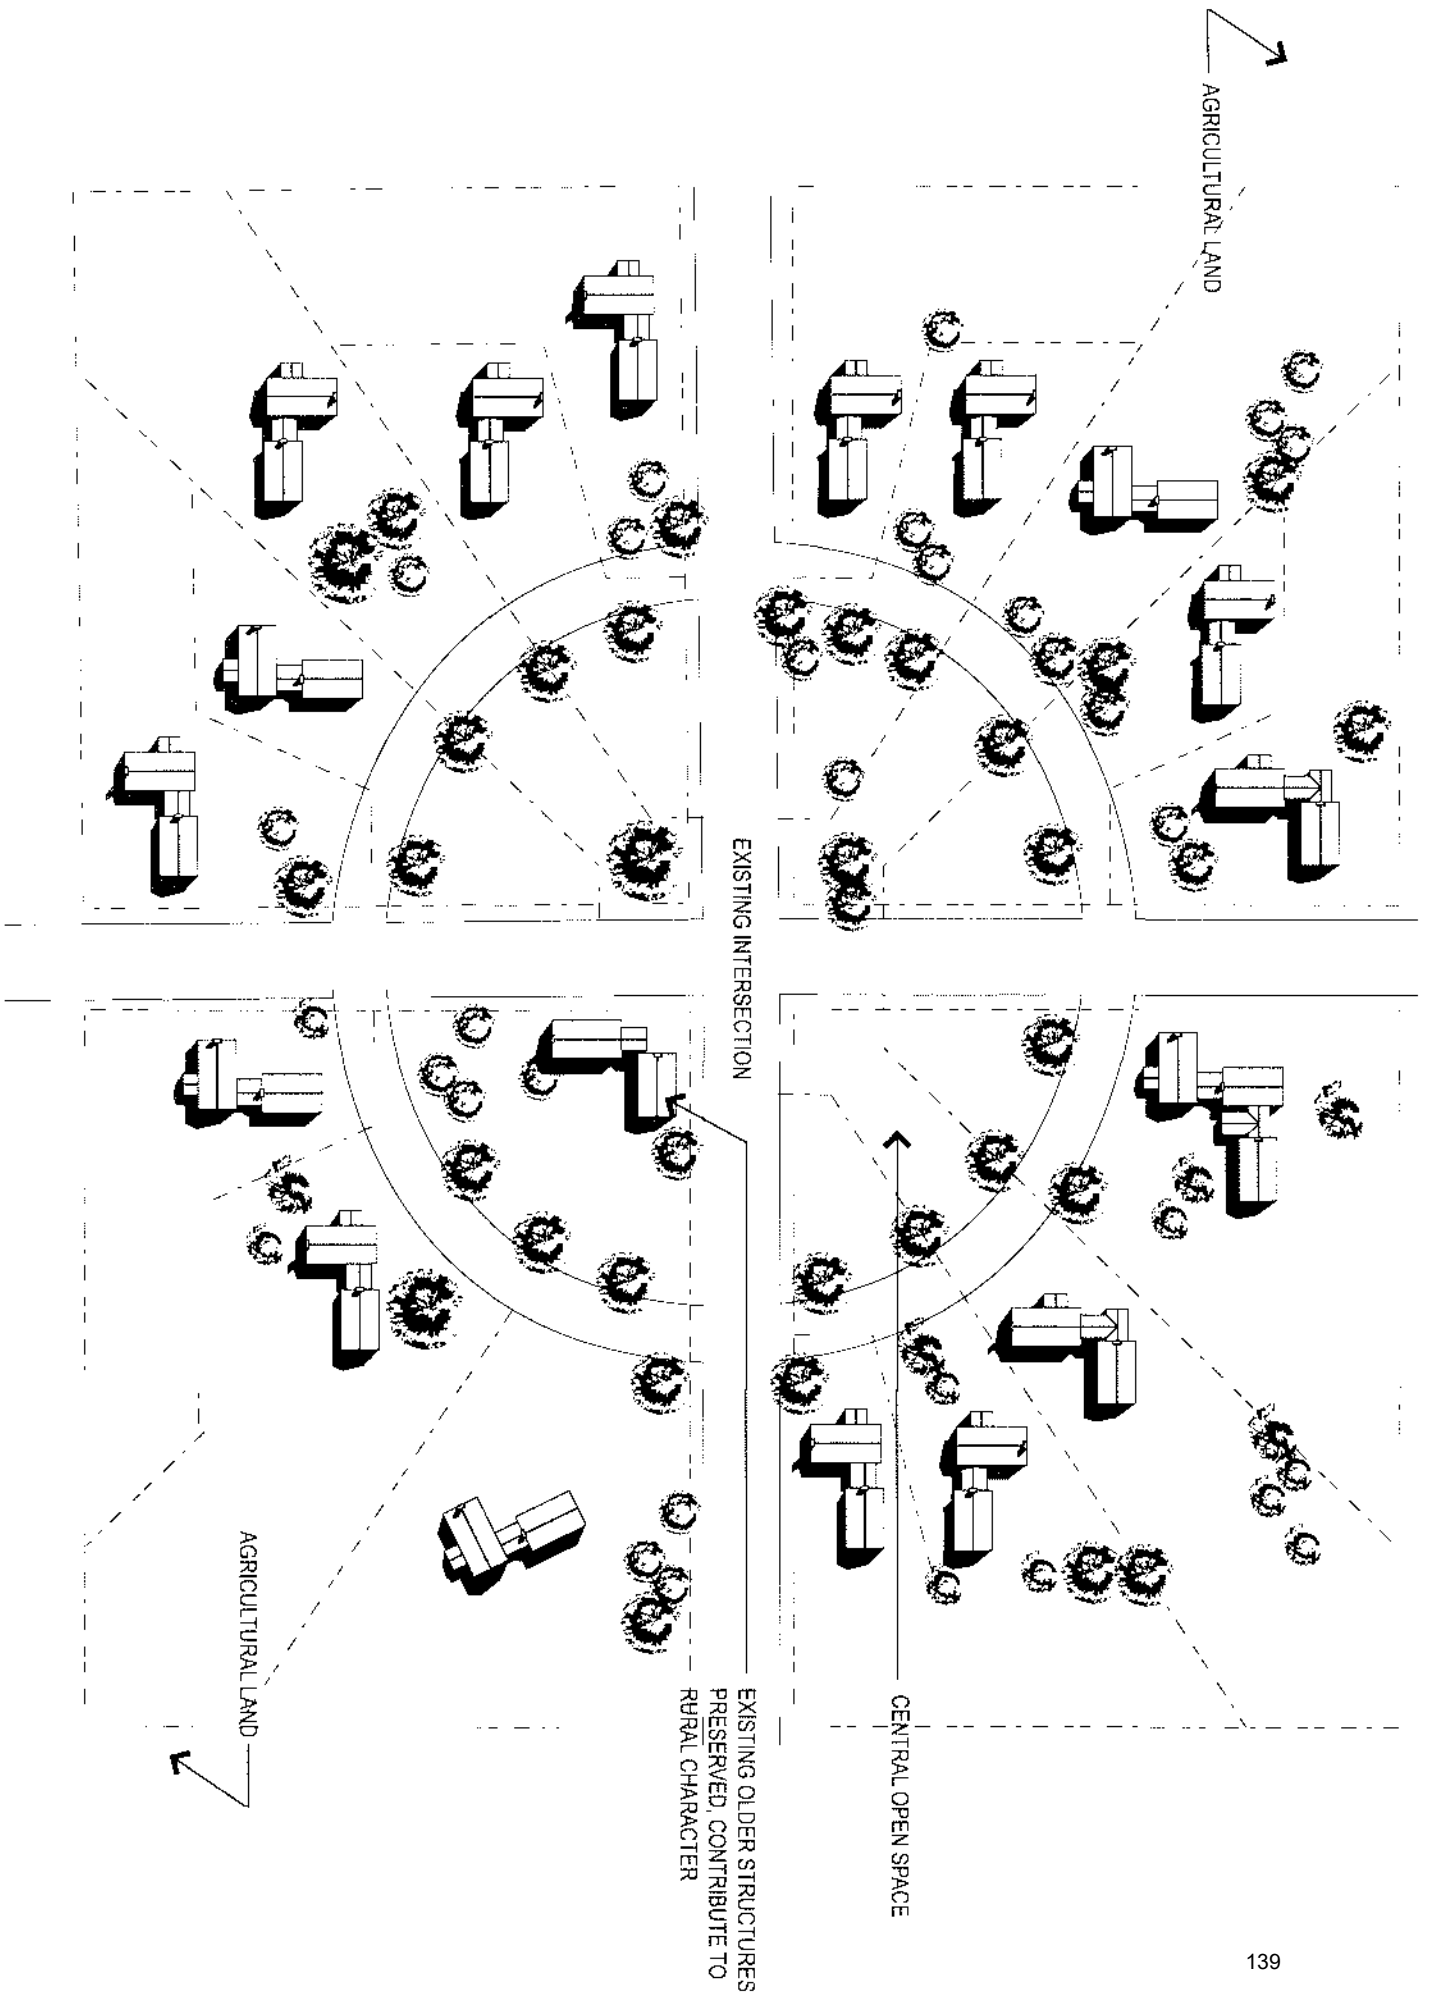 AGRICULTURAL LAND
EXISTING INTERSECTION
AGRICULTURAL LAND
EXISTING OLDER STRUCTURES
PRESERVED, CONTRIBUTE TO
RURAL CHARACTER
CENTRAL OPEN SPACE
139